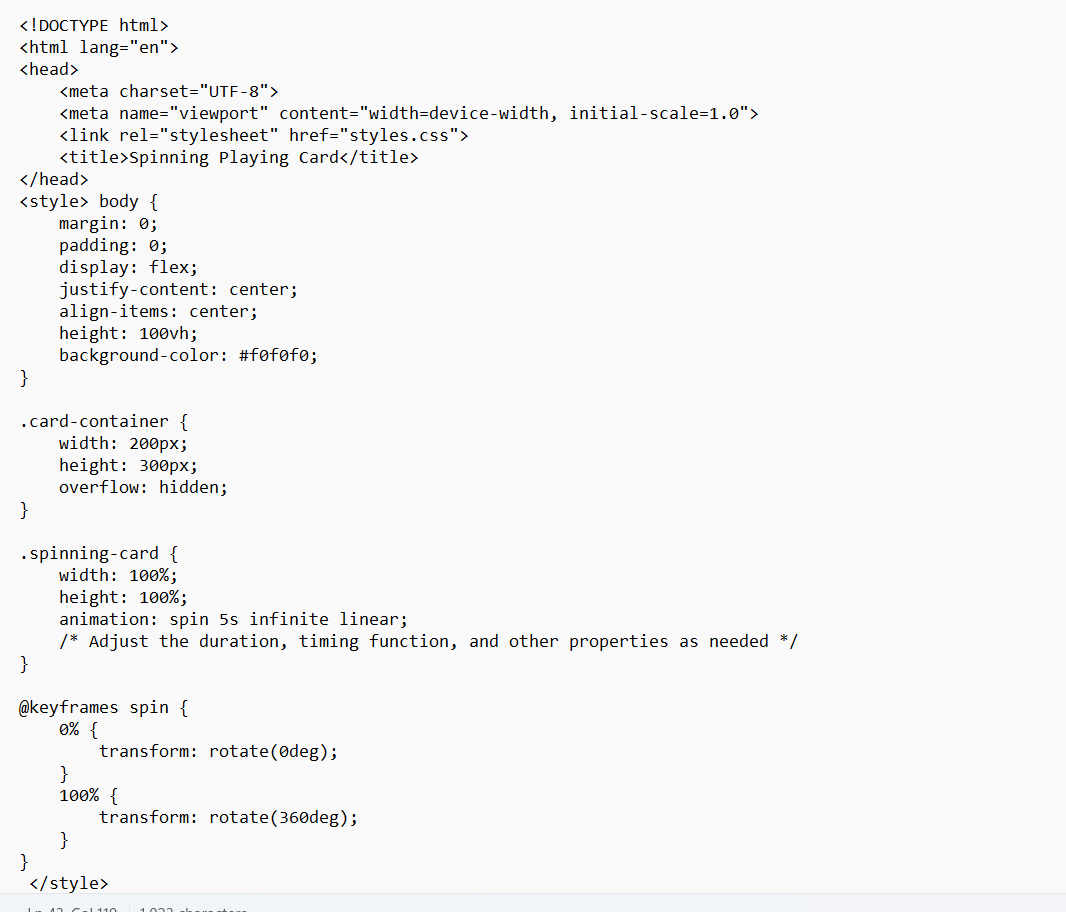 <!DOCTYPE html>
<html lang="en">
<head>
    <meta charset="UTF-8">
    <meta name="viewport" content="width=device-width, initial-scale=1.0">
    <link rel="stylesheet" href="styles.css">
    <title>Spinning Playing Card</title>
</head>
<style> body {
    margin: 0;
    padding: 0;
    display: flex;
    justify-content: center;
    align-items: center;
    height: 100vh;
    background-color: #f0f0f0;
}

.card-container {
    width: 200px;
    height: 300px;
    overflow: hidden;
}

.spinning-card {
    width: 100%;
    height: 100%;
    animation: spin 5s infinite linear;
    /* Adjust the duration, timing function, and other properties as needed */
}

@keyframes spin {
    0% {
        transform: rotate(0deg);
    }
    100% {
        transform: rotate(360deg);
    }
}
 </style>